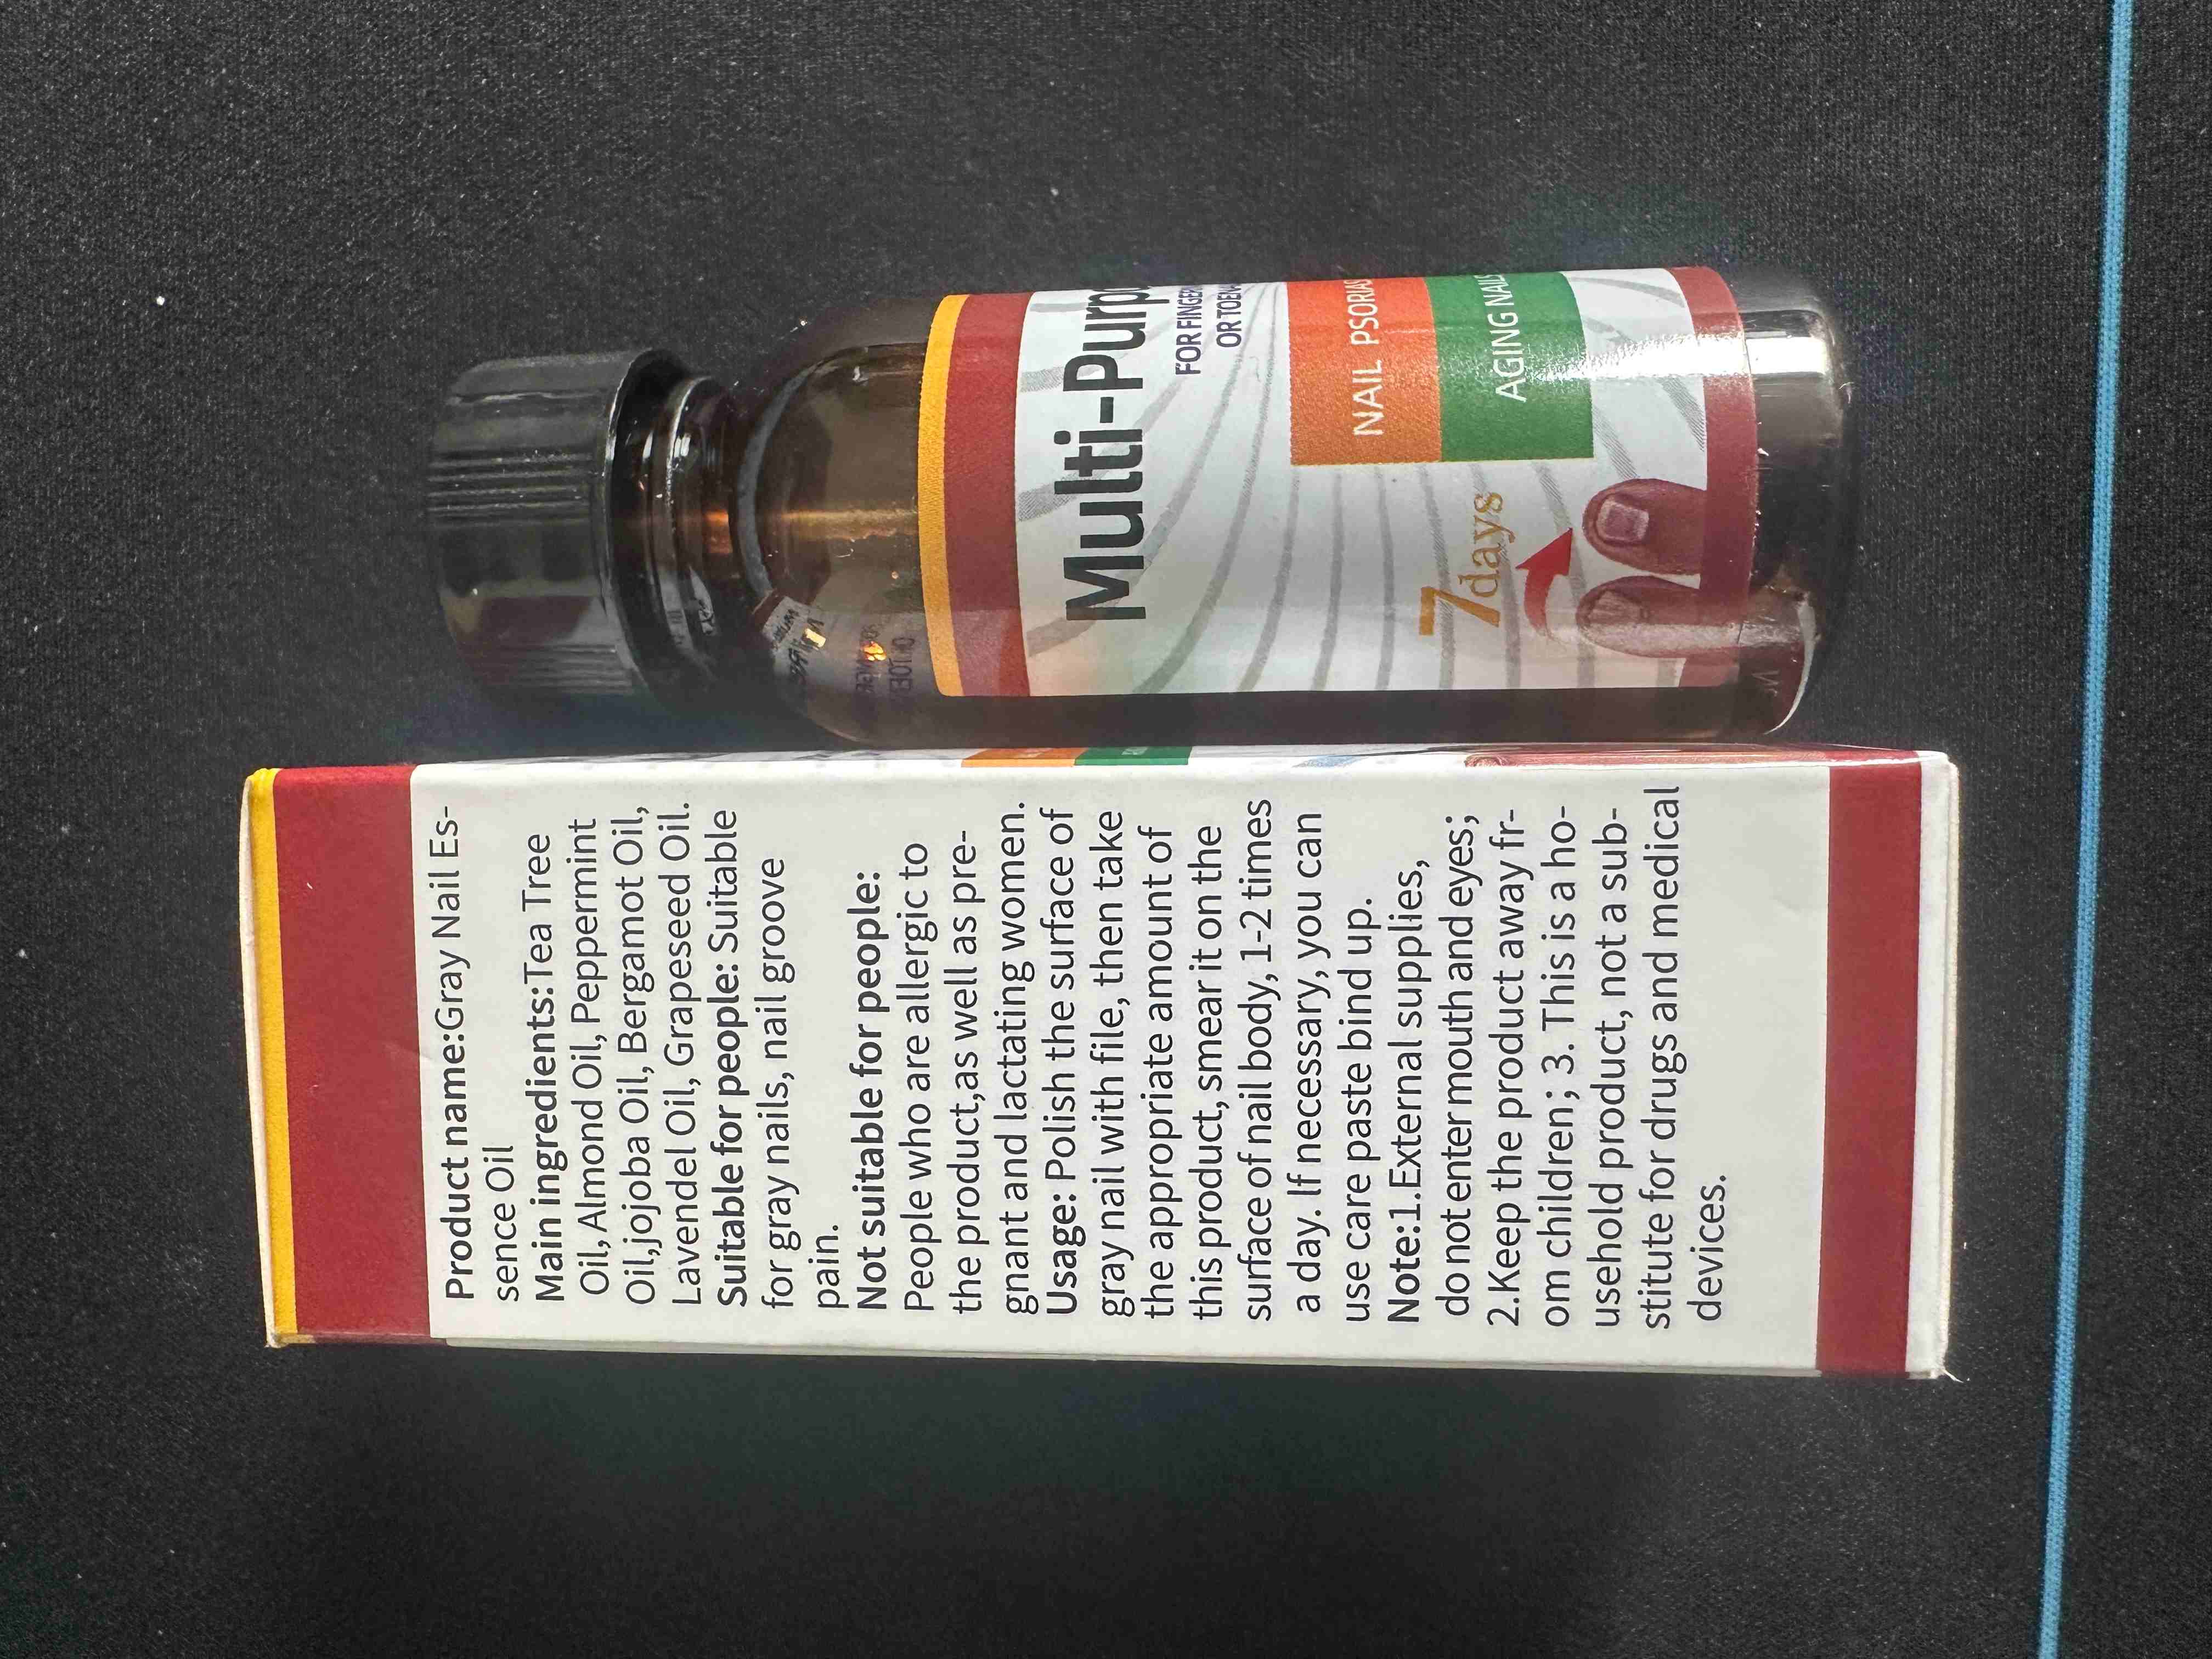 Product name:Gray Nail Es-
sence Oil
Main ingredients:Tea Tree
Oil, Almond Oil, Peppermint
Oil,jojoba Oil, Bergamot Oil,
Lavendel Oil, Grapeseed Oil.
Suitable for people: Suitable
for gray nails, nail groove
pain.
Not suitable for people:
People who are allergic to
the product,as well as pre-
gnant and lactating women.
Usage: Polish the surface of
gray nail with file, then take
the appropriate amount of
this product, smear it on the
surface of nail body, 1-2 times
a day. If necessary, you can
use care paste bind up.
Note:1.External supplies,
do not enter mouth and eyes;
2.Keep the product away fr-
om children; 3. This is a ho-
usehold product, not a sub-
stitute for drugs and medical
devices.
Multi-Purpo
FOR FINGER
OR TOEN
NAIL PSORIAS
AGING NAILS
7days